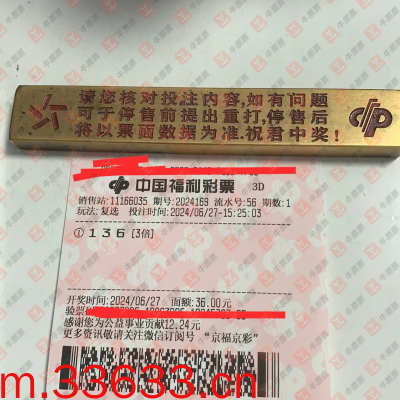 请您核对投注内容,如有问题
可于停售前提出重打,停售后
将以票面数据为准.祝君中奖!
中国福利彩票 3D
销售站:11166035 期号:2024169 流水号:56 期数:1
玩法:复选 投注时间:2024/06/27-15:25:03
① 1 3 6 [3倍]
开奖时间:2024/06/27 面额:36.00元
感谢您为公益事业贡献12.24元
更多资讯敬请关注微信订阅号 "京福京彩"
m.33633.cn